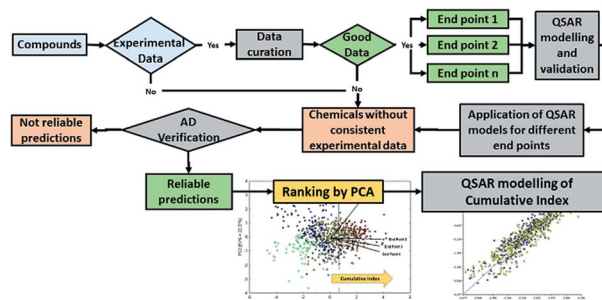 Compounds
Experimental
Data
Yes
Data
curation
Good
Data
Yes
End point 1
End point 2
End point n
QSAR
modelling
and
validation
No
No
Not reliable
predictions
AD
Verification
Chemicals without
consistent
experimental data
Application of QSAR
models for different
end points
Reliable
predictions
Ranking by PCA
QSAR modelling of
Cumulative Index
Cumulative Index